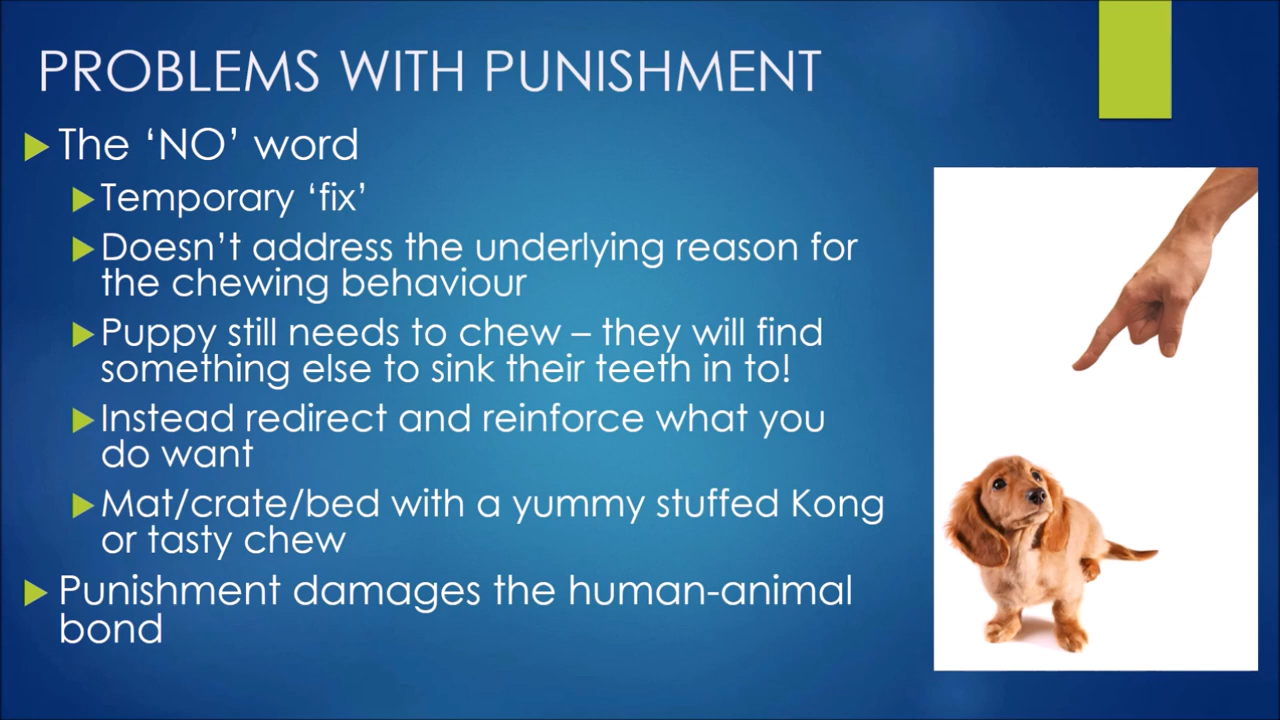 PROBLEMS WITH PUNISHMENT
The ‘NO’ word
Temporary ‘fix’
Doesn’t address the underlying reason for
the chewing behaviour
Puppy still needs to chew – they will find
something else to sink their teeth in to!
Instead redirect and reinforce what you
do want
Mat/crate/bed with a yummy stuffed Kong
or tasty chew
Punishment damages the human-animal
bond